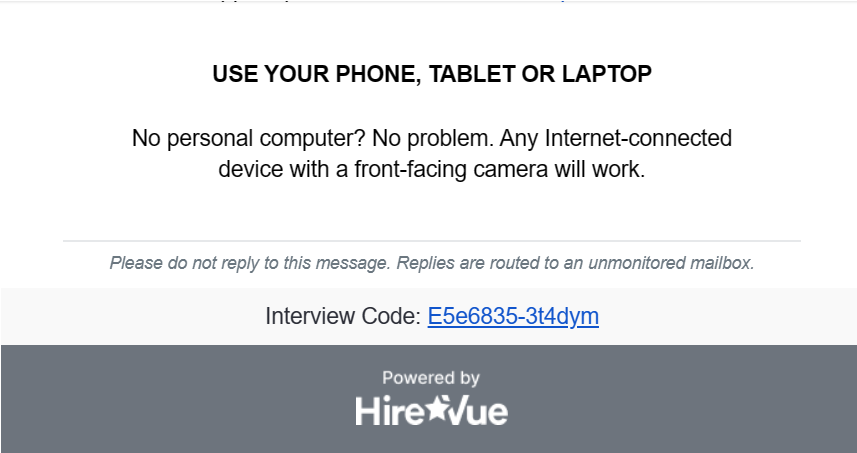 USE YOUR PHONE, TABLET OR LAPTOP
No personal computer? No problem. Any Internet-connected
device with a front-facing camera will work.
Please do not reply to this message. Replies are routed to an unmonitored mailbox.
Interview Code: E5e6835-3t4dym
Powered by
HireVue